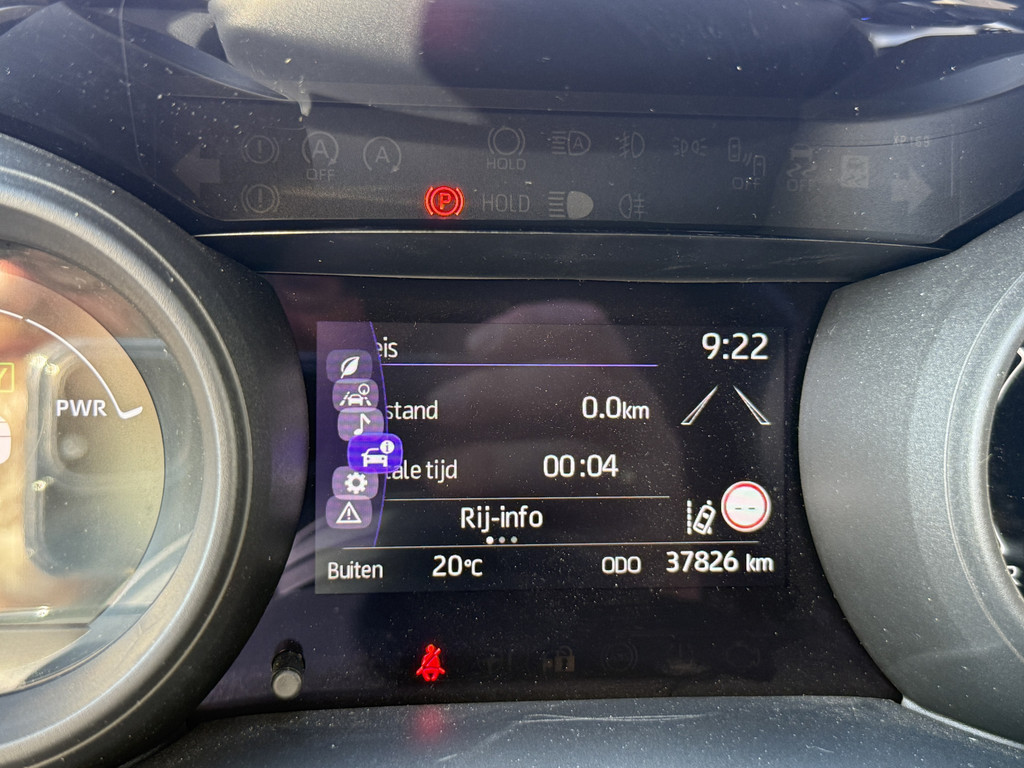 A
OFF
A
HOLD
A
OFF
OFF
P
HOLD
PWR
eis
9:22
stand 0.0km
tale tijd 00:04
Rij-info
Buiten 20°C ODO 37826 km